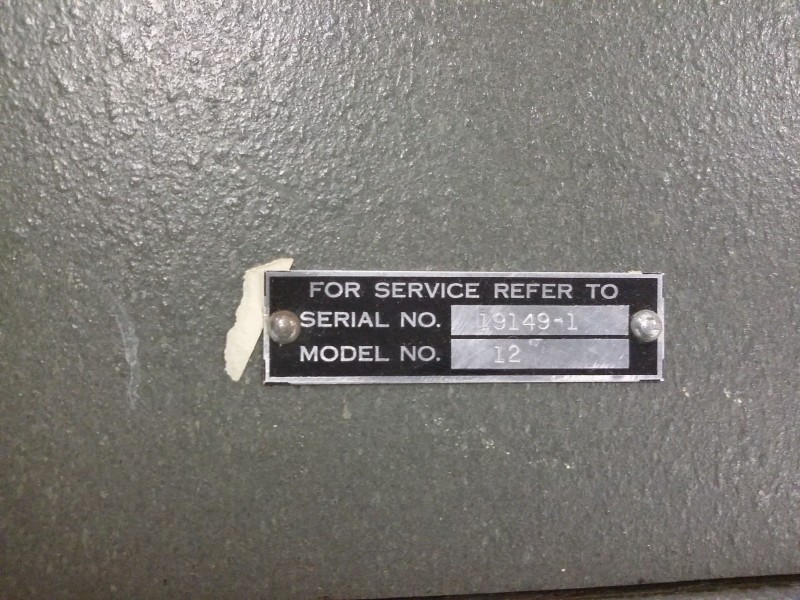 FOR SERVICE REFER TO
SERIAL NO. 19149-1
MODEL NO. 12